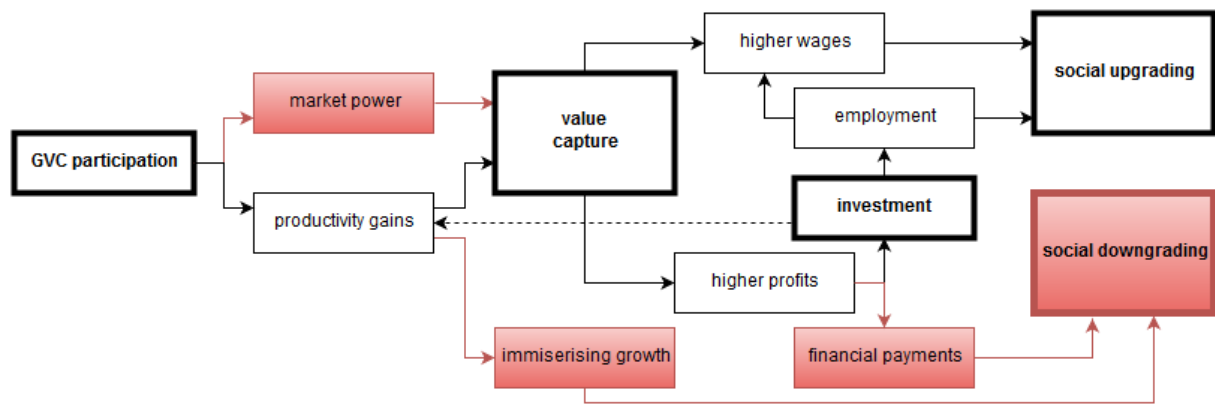 higher wages
social upgrading
market power
value
capture
employment
GVC participation
productivity gains
investment
social downgrading
higher profits
immiserising growth
financial payments